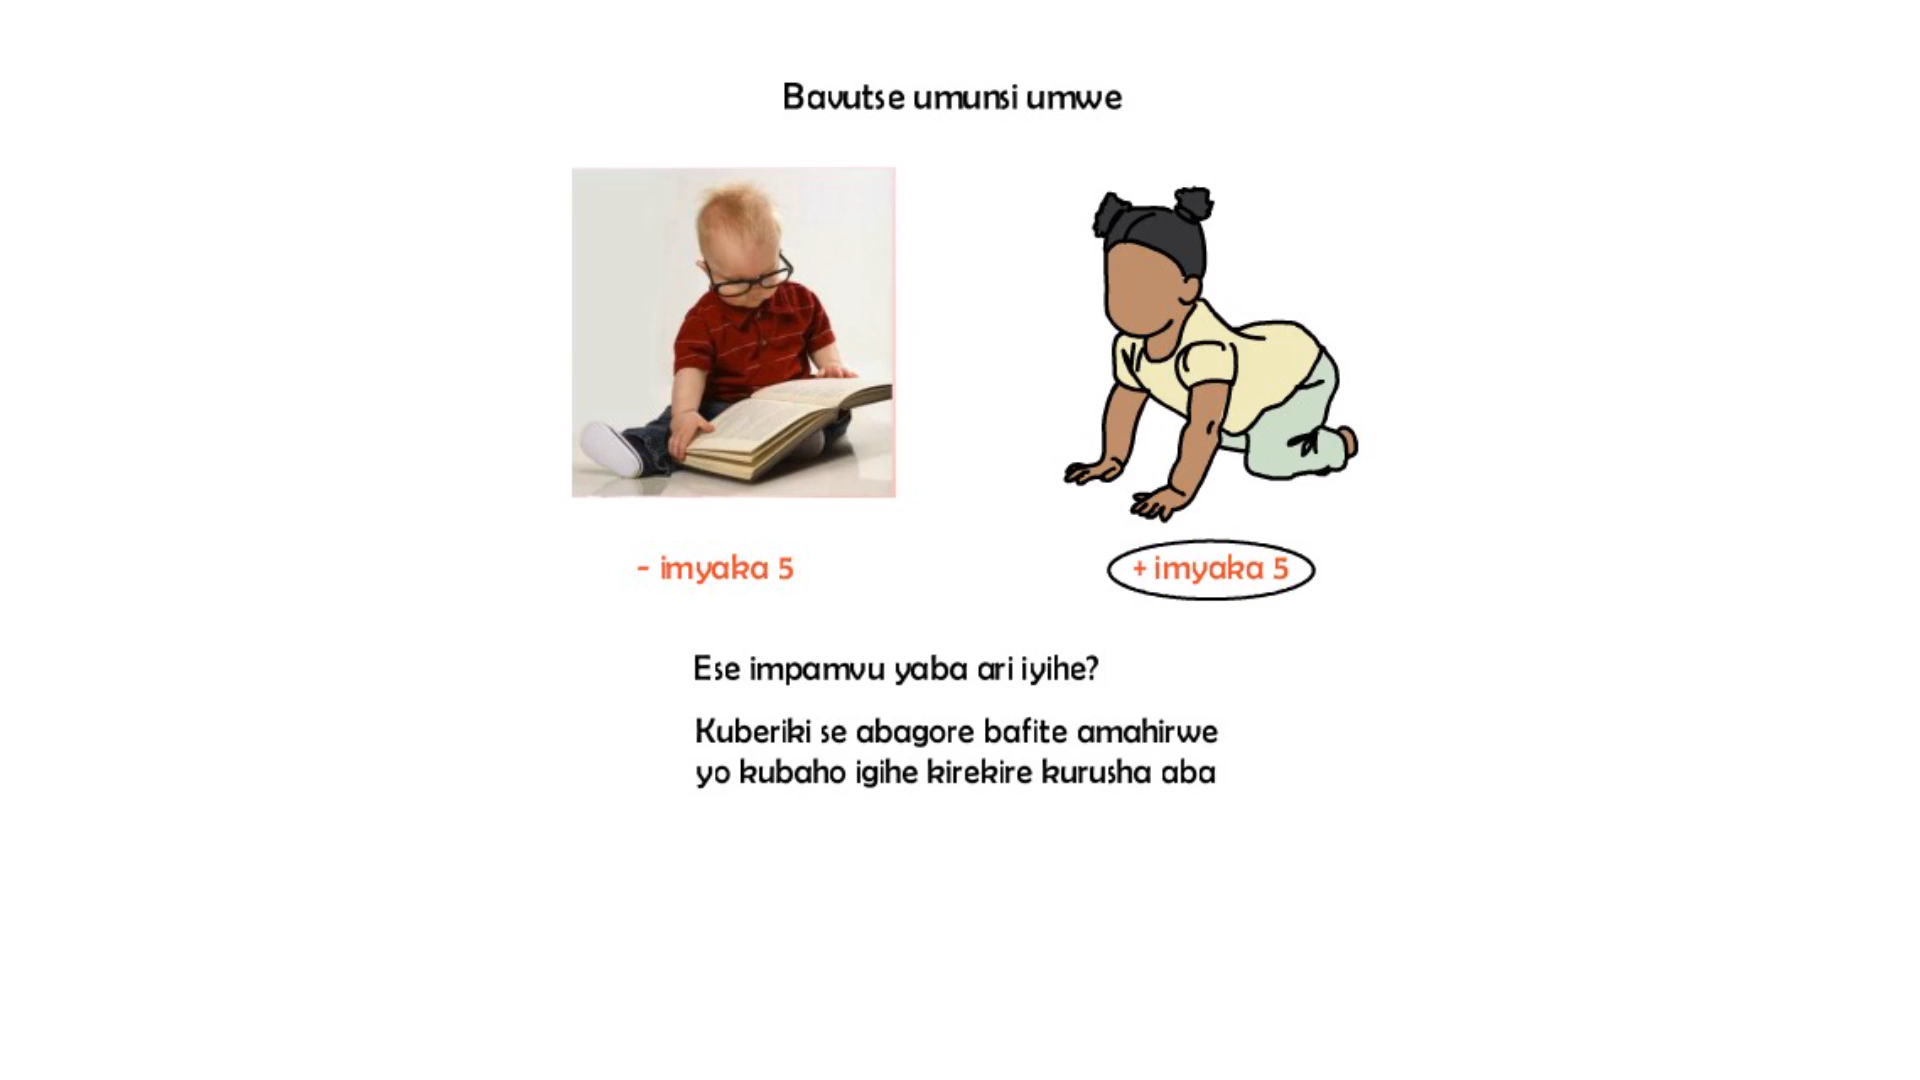 Bavutse umunsi umwe
- imyaka 5
+ imyaka 5
Ese impamvu yaba ari iyihe?
Kuberiki se abagore bafite amahirwe
yo kubaho igihe kirekire kurusha aba